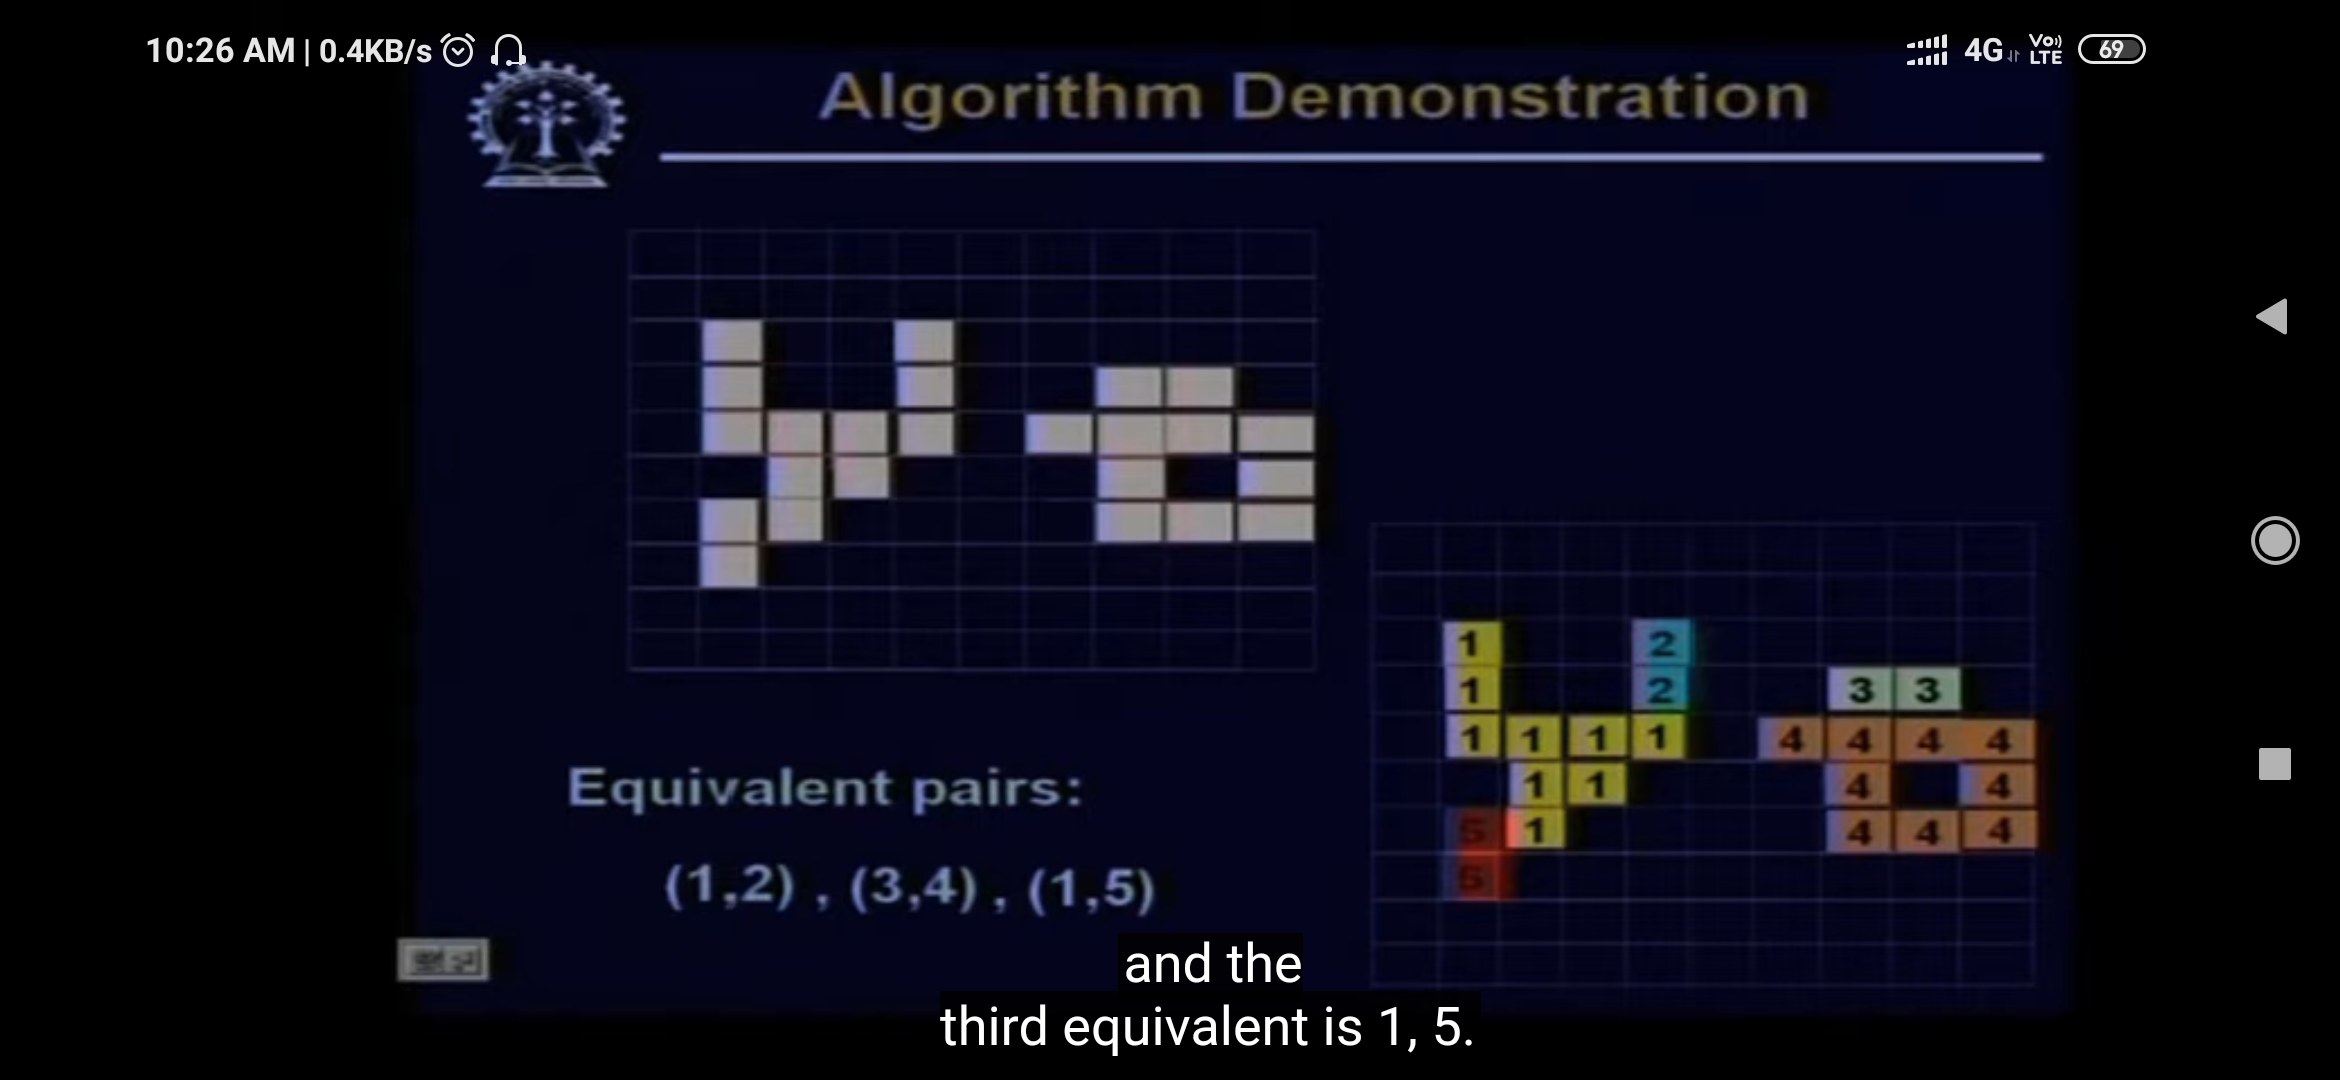 10:26 AM | 0.4KB/s
4G Vo) LTE 69
Algorithm Demonstration
1 2
1 2 3 3
1 1 1 1 4 4 4 4
1 1 4 4
5 1 4 4 4
5
Equivalent pairs:
(1,2) , (3,4) , (1,5)
and the
third equivalent is 1, 5.